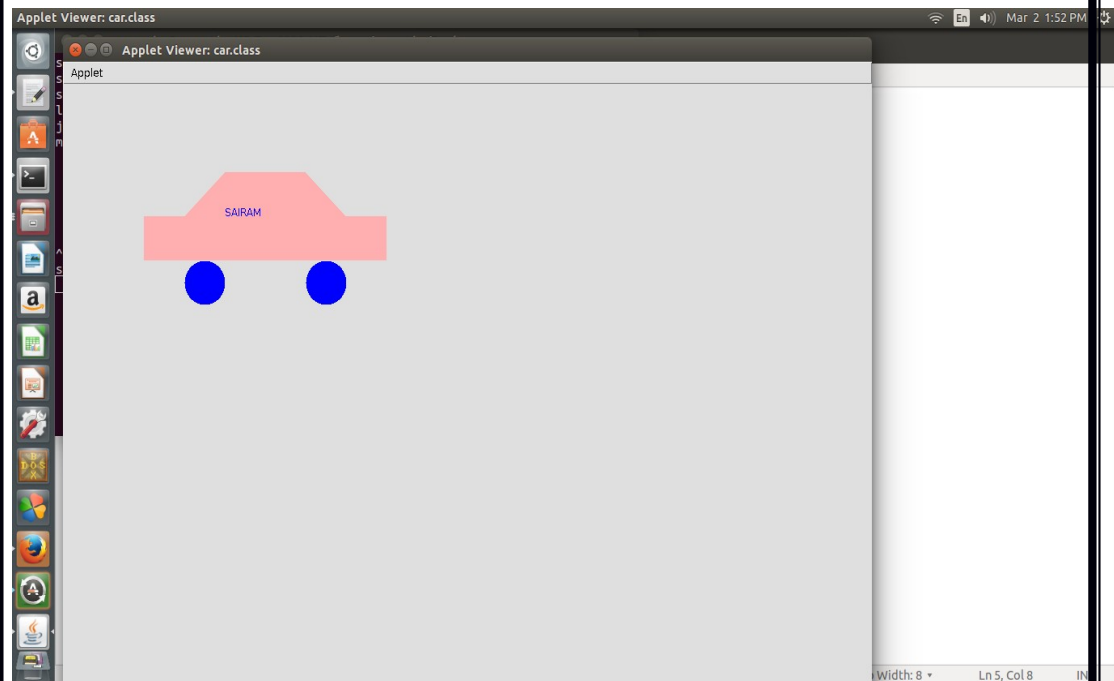 Applet Viewer: car.class
En
Mar 2 1:52 PM
Applet Viewer: car.class
Applet
s
s
s
l
j
m
SAIRAM
^
s
Width: 8
Ln 5, Col 8
IN